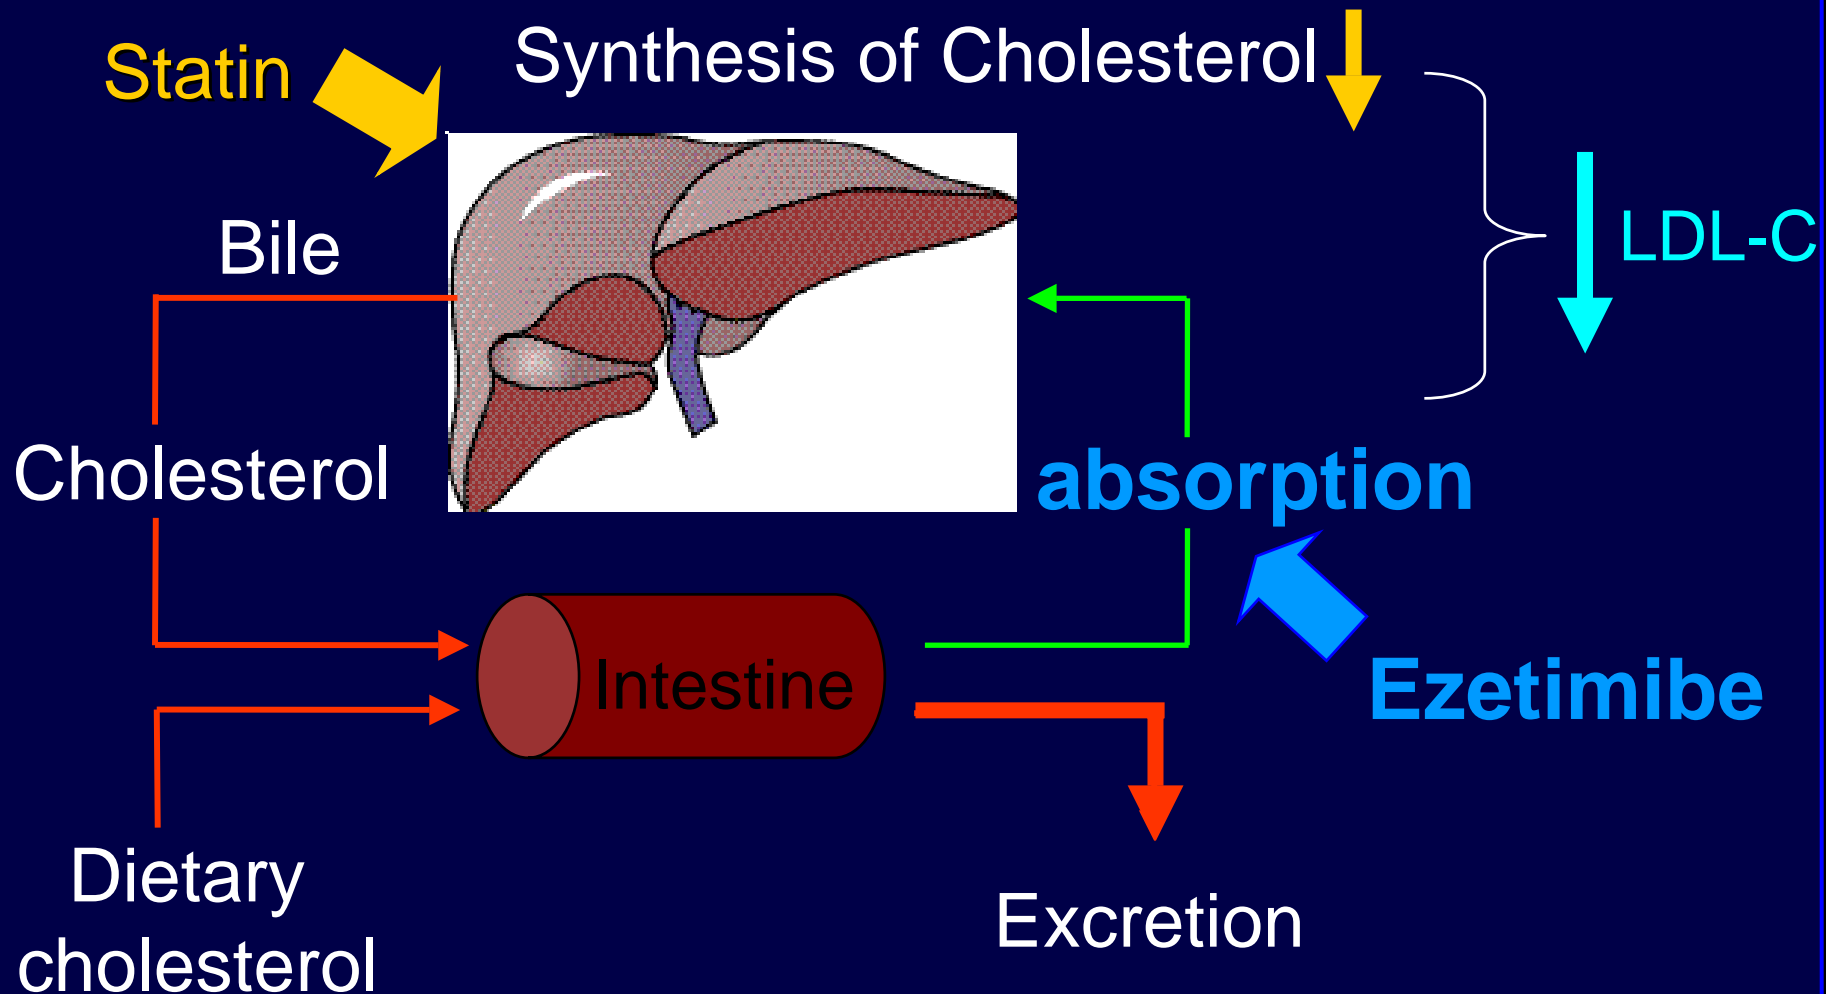 Synthesis of Cholesterol
Statin
Bile
LDL-C
Cholesterol
absorption
Intestine
Ezetimibe
Dietary
cholesterol
Excretion